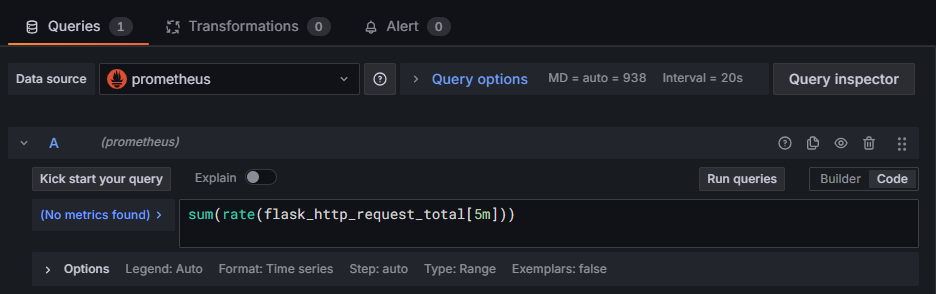 Queries 1 Transformations 0 Alert 0
Data source prometheus Query options MD = auto = 938 Interval = 20s Query inspector
A (prometheus)
Kick start your query Explain Run queries Builder Code
(No metrics found) > sum(rate(flask_http_request_total[5m]))
Options Legend: Auto Format: Time series Step: auto Type: Range Exemplars: false